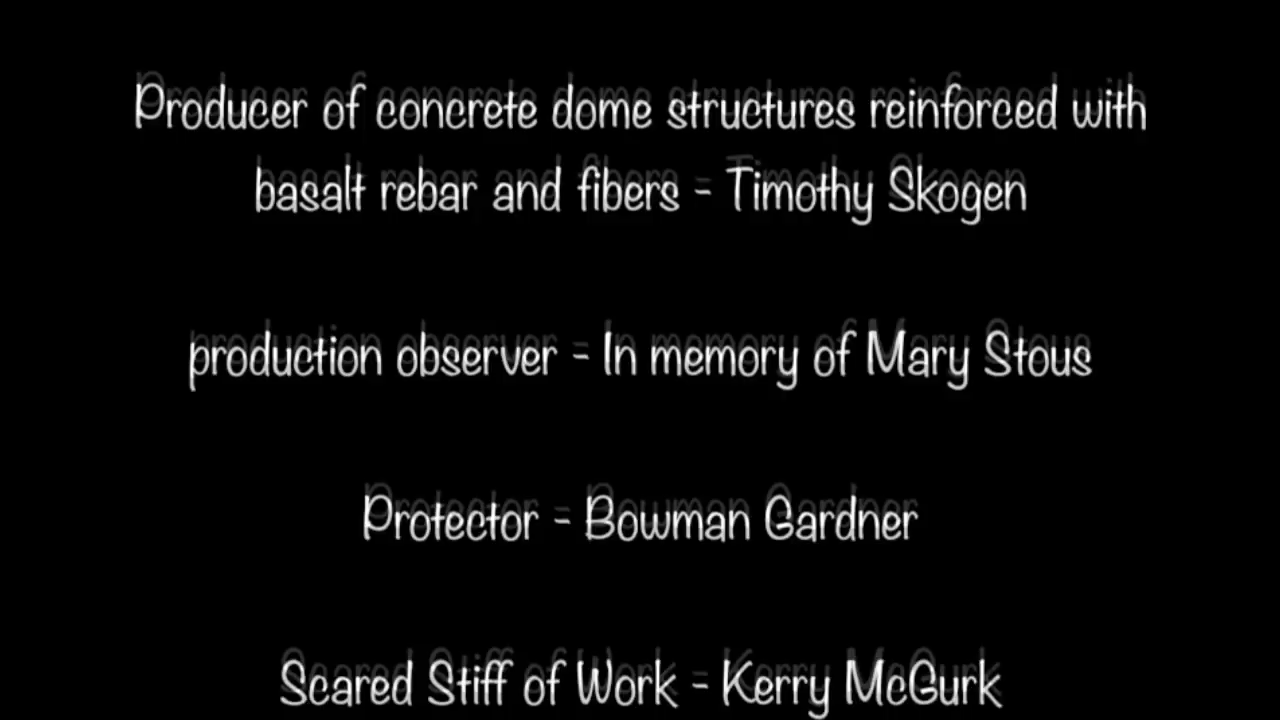 Producer of concrete dome structures reinforced with
basalt rebar and fibers = Timothy Skogen
production observer = In memory of Mary Stous
Protector = Bowman Gardner
Scared Stiff of Work = Kerry McGurk